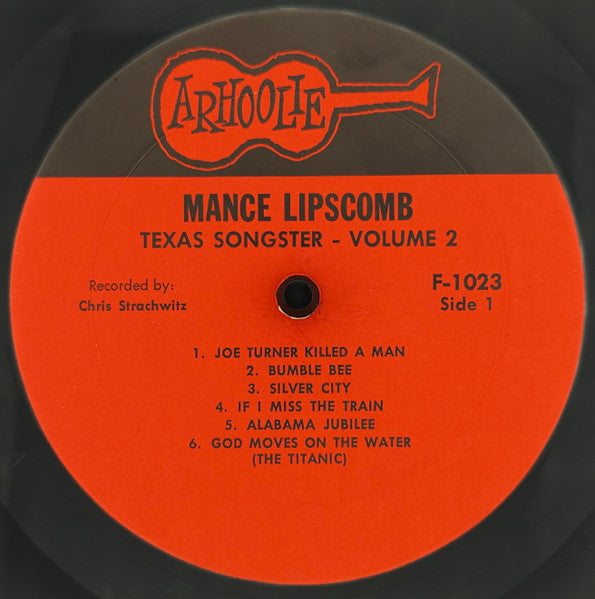 ARHOOLIE
MANCE LIPSCOMB
TEXAS SONGSTER - VOLUME 2
Recorded by:
Chris Strachwitz
F-1023
Side 1
1. JOE TURNER KILLED A MAN
2. BUMBLE BEE
3. SILVER CITY
4. IF I MISS THE TRAIN
5. ALABAMA JUBILEE
6. GOD MOVES ON THE WATER
(THE TITANIC)